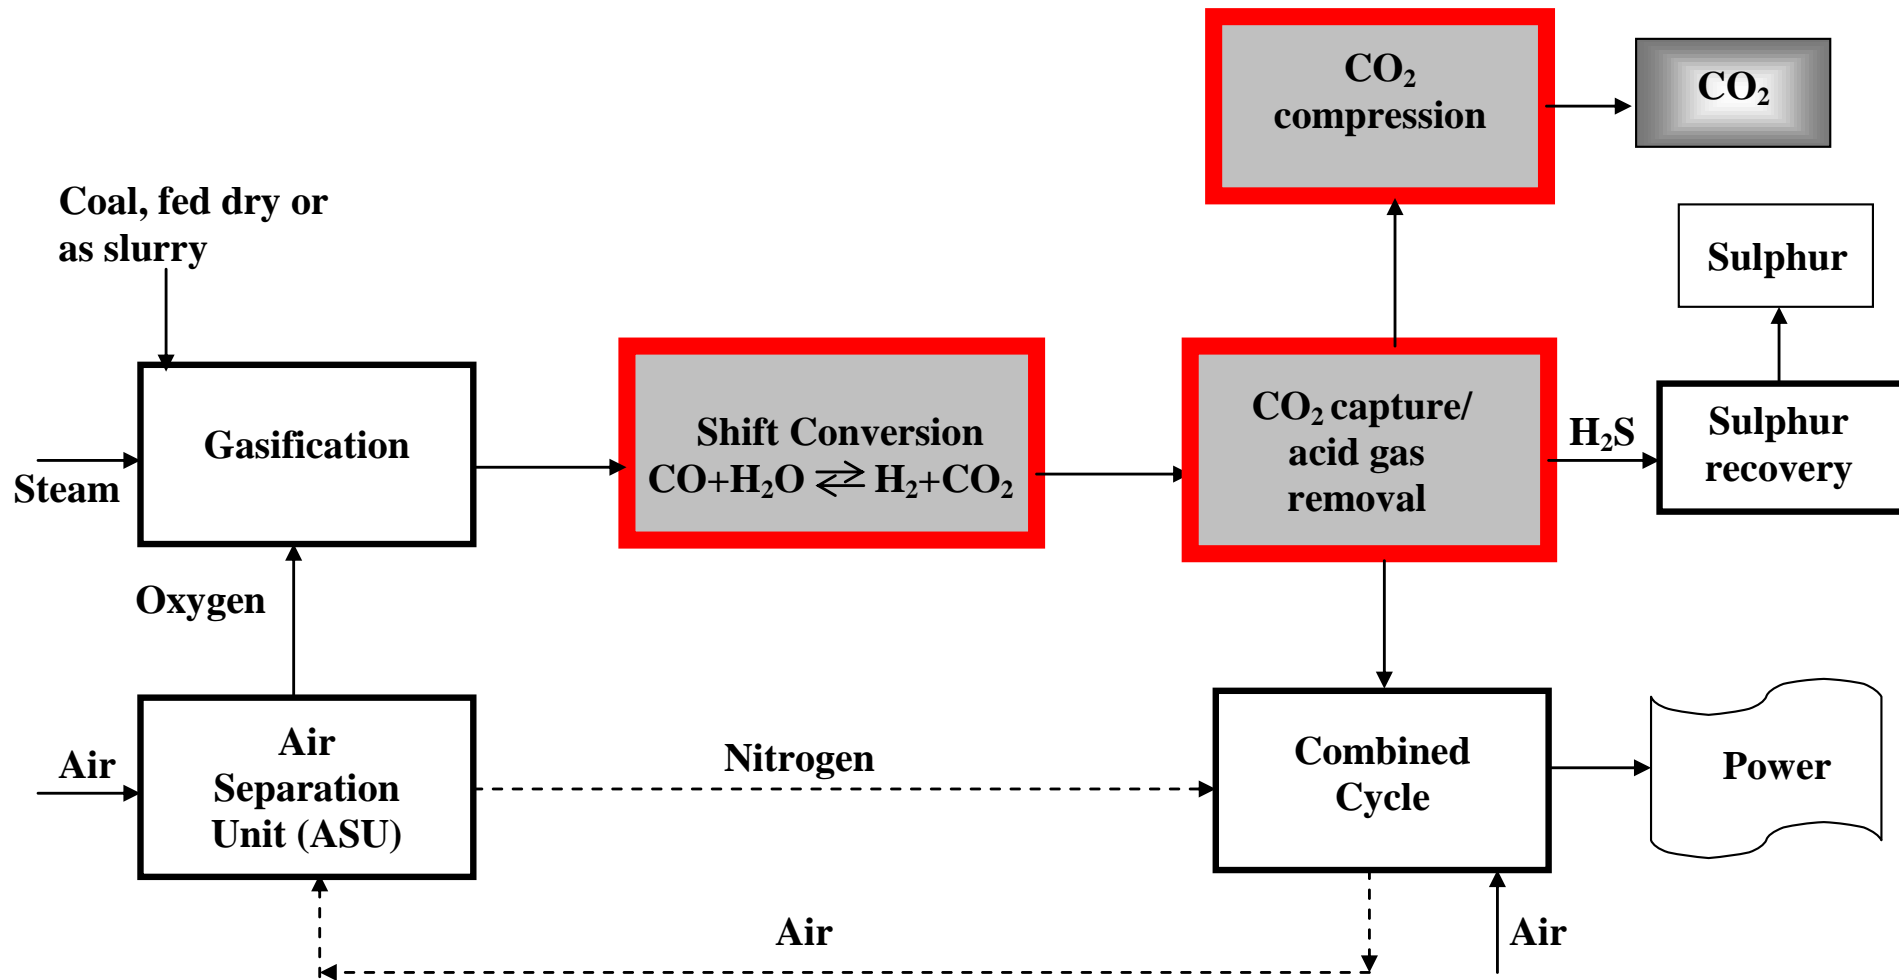 CO₂
compression
CO₂
Coal, fed dry or
as slurry
Sulphur
Gasification
Steam
Shift Conversion
CO+H₂O ⇌ H₂+CO₂
CO₂ capture/
acid gas
removal
H₂S
Sulphur
recovery
Oxygen
Air
Air
Separation
Unit (ASU)
Nitrogen
Combined
Cycle
Power
Air
Air